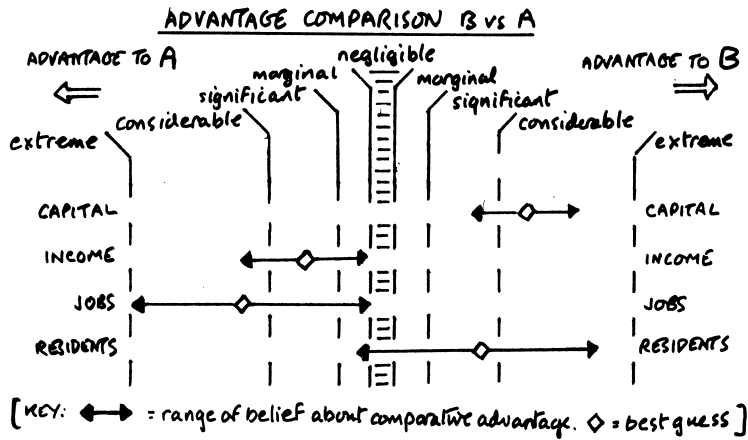 ADVANTAGE COMPARISON B vs A
ADVANTAGE TO A
ADVANTAGE TO B
negligible
marginal
marginal
significant
significant
considerable
considerable
extreme
extreme
CAPITAL
CAPITAL
INCOME
INCOME
JOBS
JOBS
RESIDENTS
RESIDENTS
[KEY: = range of belief about comparative advantage. = best guess]